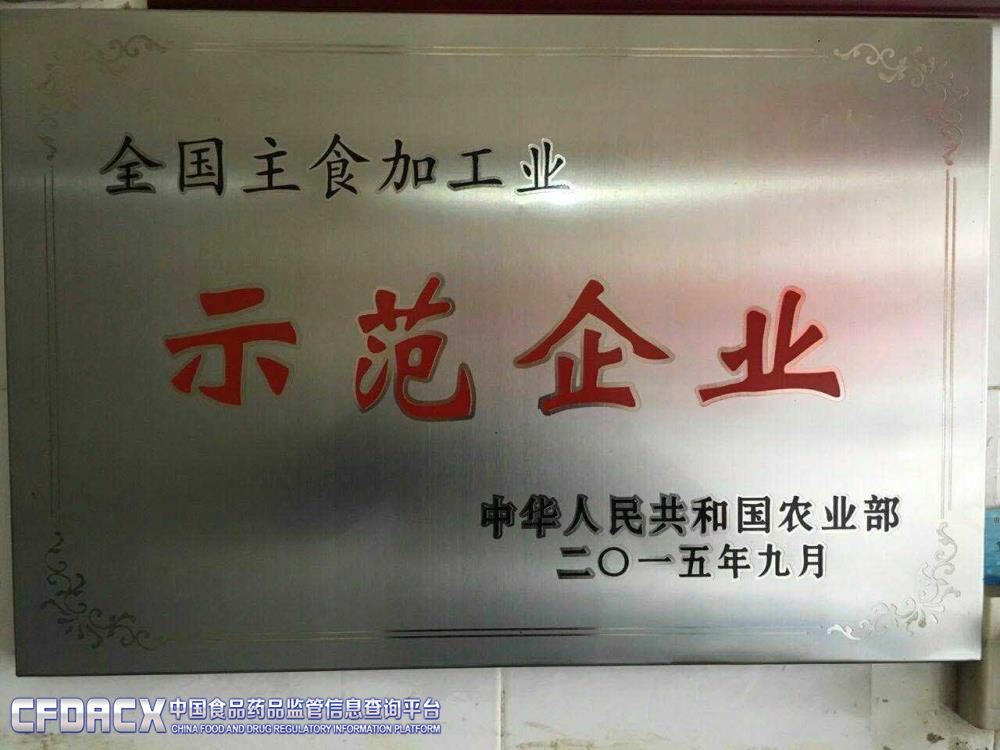 全国主食加工业
示范企业
中华人民共和国农业部
二〇一五年九月
CFDACX 中国食品药品监管信息查询平台
CHINA FOOD AND DRUG REGULATORY INFORMATION PLATFORM